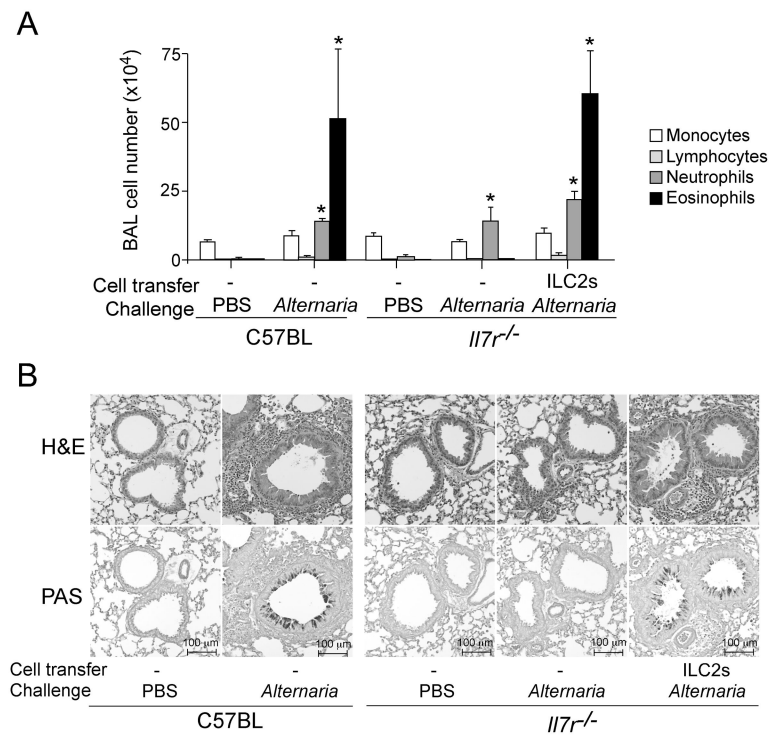 A
BAL cell number (x10⁴)
75
50
25
0
* * * * *
Monocytes
Lymphocytes
Neutrophils
Eosinophils
Cell transfer - - - - ILC2s
Challenge PBS Alternaria PBS Alternaria Alternaria
C57BL Il7r-/-
B
H&E
PAS
100 µm 100 µm 100 µm 100 µm 100 µm
Cell transfer - - - - ILC2s
Challenge PBS Alternaria PBS Alternaria Alternaria
C57BL Il7r-/-